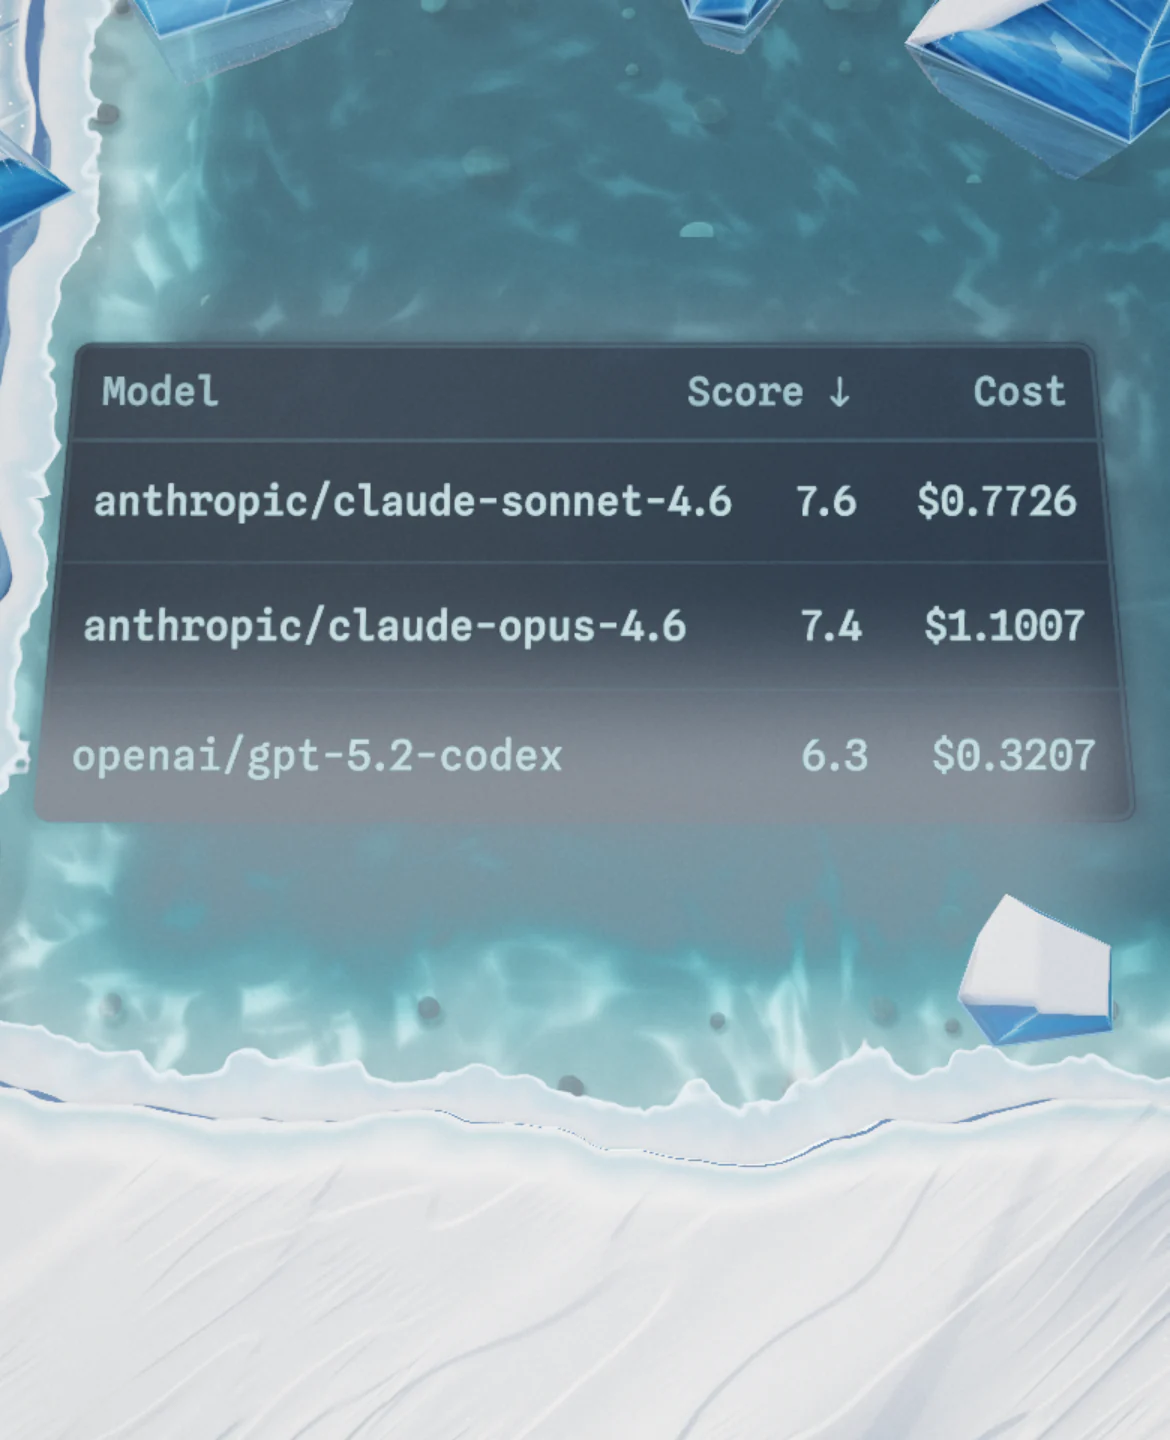 Model Score ↓ Cost
anthropic/claude-sonnet-4.6 7.6 $0.7726
anthropic/claude-opus-4.6 7.4 $1.1007
openai/gpt-5.2-codex 6.3 $0.3207